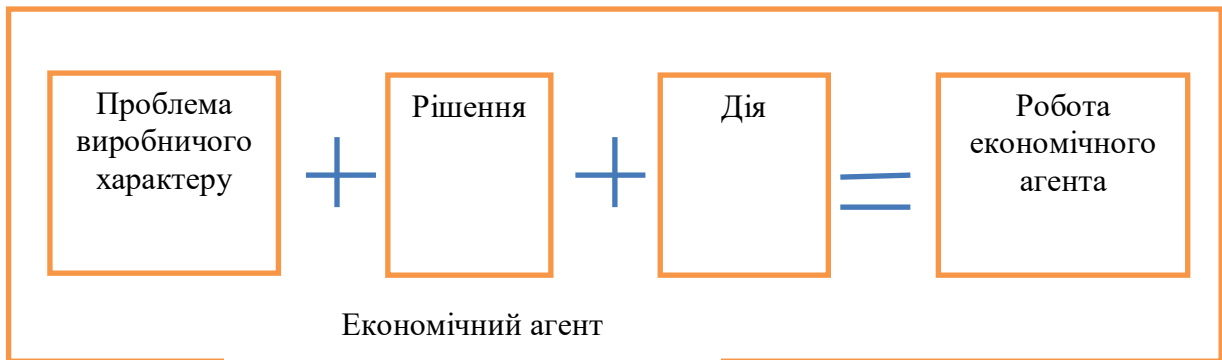 Проблема
виробничого
характеру
Рішення
Дія
Робота
економічного
агента
Економічний агент